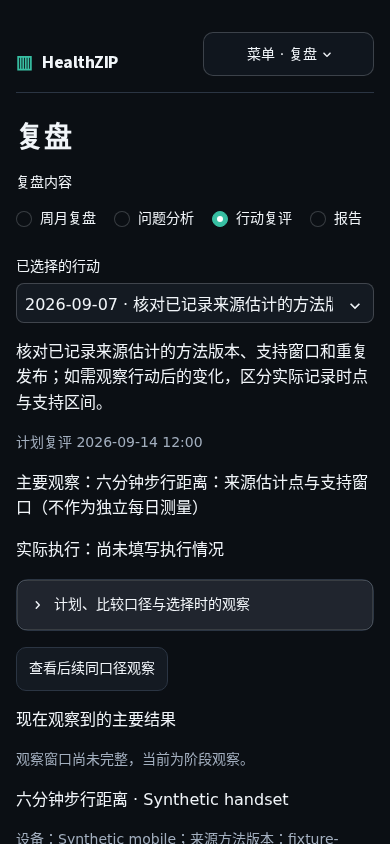 HealthZIP
菜单 · 复盘
复盘
复盘内容
周月复盘 问题分析 行动复评 报告
已选择的行动
2026-09-07 · 核对已记录来源估计的方法
核对已记录来源估计的方法版本、支持窗口和重复
发布；如需观察行动后的变化，区分实际记录时点
与支持区间。
计划复评 2026-09-14 12:00
主要观察：六分钟步行距离：来源估计点与支持窗
口（不作为独立每日测量）
实际执行：尚未填写执行情况
计划、比较口径与选择时的观察
查看后续同口径观察
现在观察到的主要结果
观察窗口尚未完整，当前为阶段观察。
六分钟步行距离 · Synthetic handset
设备：Synthetic mobile；来源方法版本：fixture-